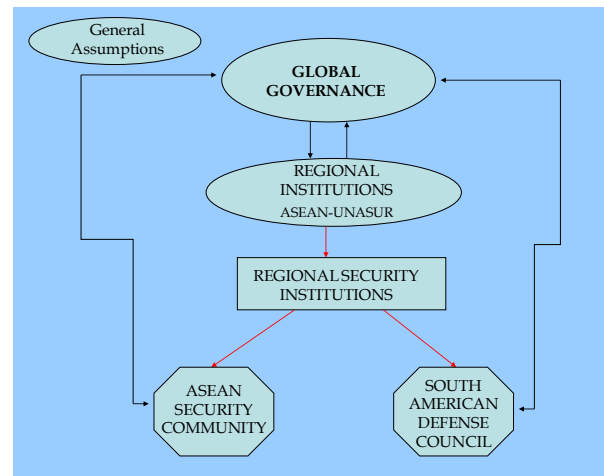 General
Assumptions
GLOBAL
GOVERNANCE
REGIONAL
INSTITUTIONS
ASEAN-UNASUR
REGIONAL SECURITY
INSTITUTIONS
ASEAN
SECURITY
COMMUNITY
SOUTH
AMERICAN
DEFENSE
COUNCIL